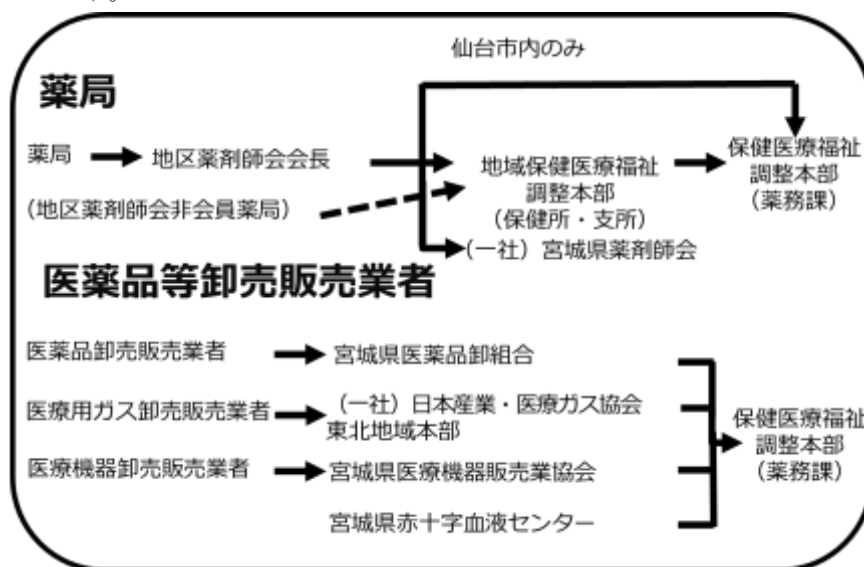 仙台市内のみ
薬局
薬局
地区薬剤師会会長
(地区薬剤師会非会員薬局)
地域保健医療福祉
調整本部
(保健所・支所)
(一社)宮城県薬剤師会
保健医療福祉
調整本部
(薬務課)
医薬品等卸売販売業者
医薬品卸売販売業者
宮城県医薬品卸組合
医療用ガス卸売販売業者
(一社)日本産業・医療ガス協会
東北地域本部
医療機器卸売販売業者
宮城県医療機器販売業協会
宮城県赤十字血液センター
保健医療福祉
調整本部
(薬務課)